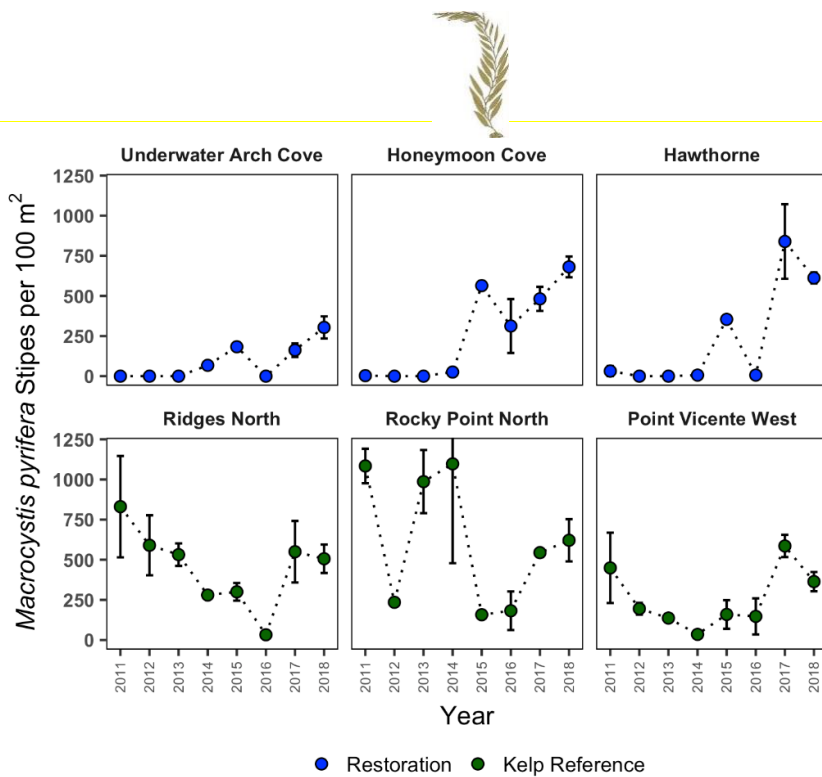 Underwater Arch Cove
Honeymoon Cove
Hawthorne
1250
1000
750
500
250
0
Ridges North
Rocky Point North
Point Vicente West
1250
1000
750
500
250
0
Macrocystis pyrifera Stipes per 100 m²
2011 2012 2013 2014 2015 2016 2017 2018
2011 2012 2013 2014 2015 2016 2017 2018
2011 2012 2013 2014 2015 2016 2017 2018
Year
Restoration Kelp Reference